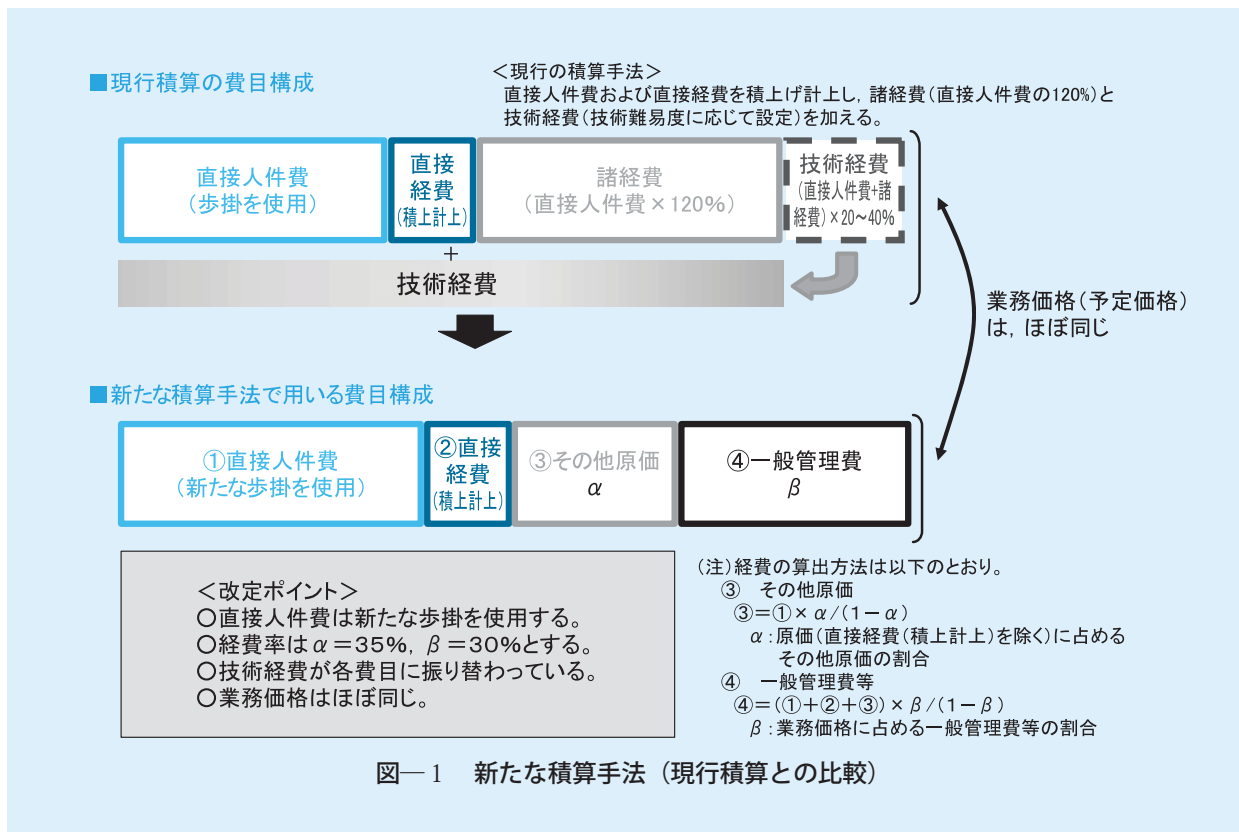 ■現行積算の費目構成
＜現行の積算手法＞
直接人件費および直接経費を積上げ計上し，諸経費（直接人件費の120％）と
技術経費（技術難易度に応じて設定）を加える。
直接人件費
（歩掛を使用）
直接
経費
（積上計上）
諸経費
（直接人件費×120％）
技術経費
（直接人件費+諸
経費）×20～40％
＋
技術経費
業務価格（予定価格）
は，ほぼ同じ
■新たな積算手法で用いる費目構成
①直接人件費
（新たな歩掛を使用）
②直接
経費
（積上計上）
③その他原価
α
④一般管理費
β
＜改定ポイント＞
○直接人件費は新たな歩掛を使用する。
○経費率はα＝35％，β＝30％とする。
○技術経費が各費目に振り替わっている。
○業務価格はほぼ同じ。
（注）経費の算出方法は以下のとおり。
③　その他原価
③＝①×α/（1－α）
α：原価（直接経費（積上計上）を除く）に占める
その他原価の割合
④　一般管理費等
④＝（①＋②＋③）×β/（1－β）
β：業務価格に占める一般管理費等の割合
図―1　新たな積算手法（現行積算との比較）